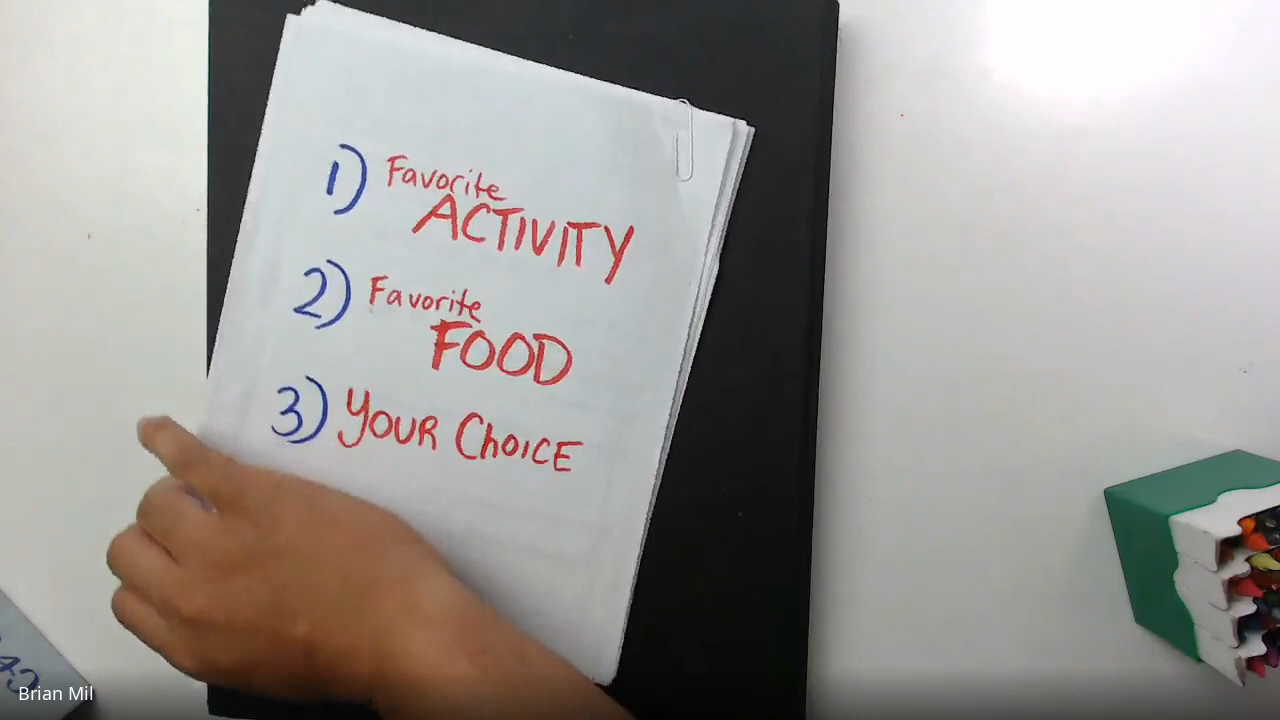 1) Favorite
ACTIVITY
2) Favorite
FOOD
3) YOUR ChOICE
Brian Mil